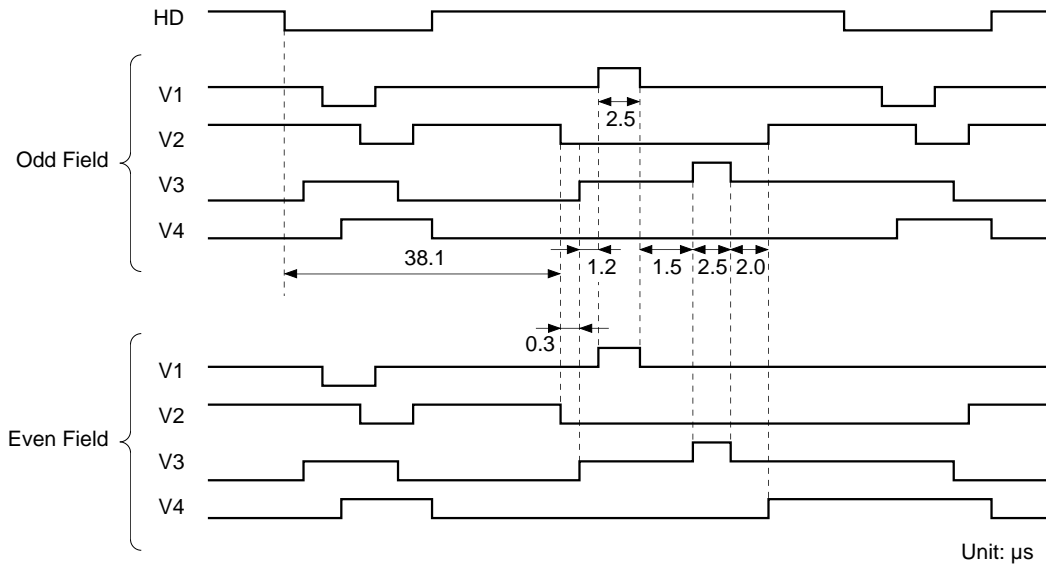 HD
V1
2.5
V2
Odd Field
V3
V4
38.1
1.2
1.5
2.5
2.0
0.3
V1
V2
Even Field
V3
V4
Unit: µs